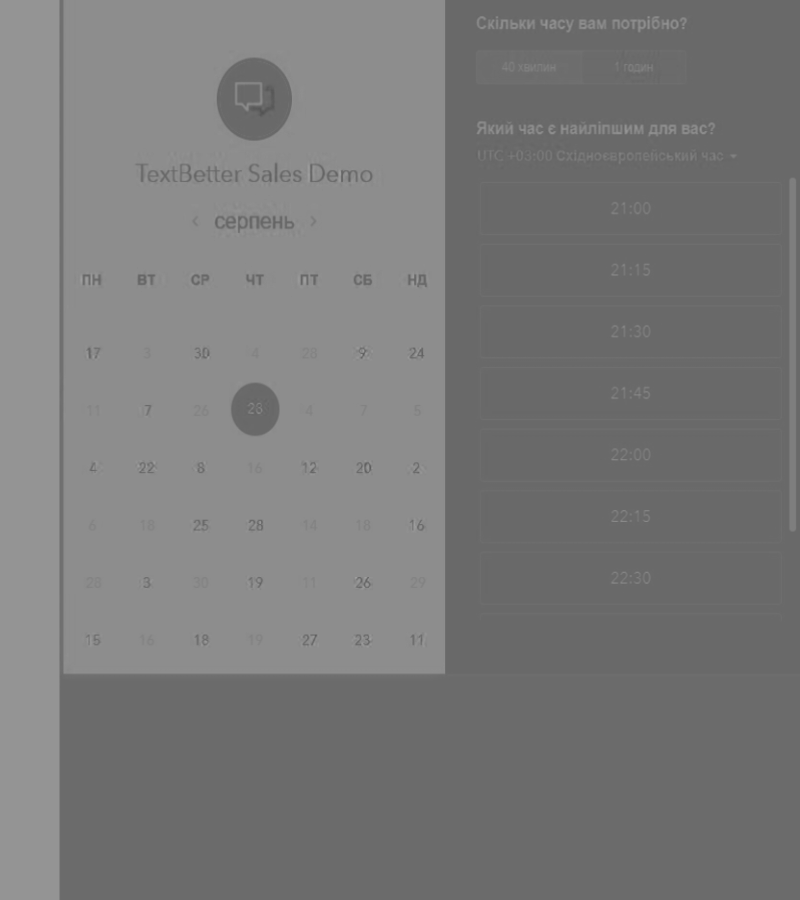 TextBetter Sales Demo
серпень
ПН ВТ СР ЧТ ПТ СБ НД
17 3 30 4 28 9 24
11 7 26 23 4 7 5
4 22 8 16 12 20 2
6 18 25 28 14 18 16
28 3 30 19 11 26 29
15 16 18 19 27 23 11
Скільки часу вам потрібно?
40 хвилин 1 годин
Який час є найліпшим для вас?
UTC +03:00 Східноєвропейський час
21:00
21:15
21:30
21:45
22:00
22:15
22:30